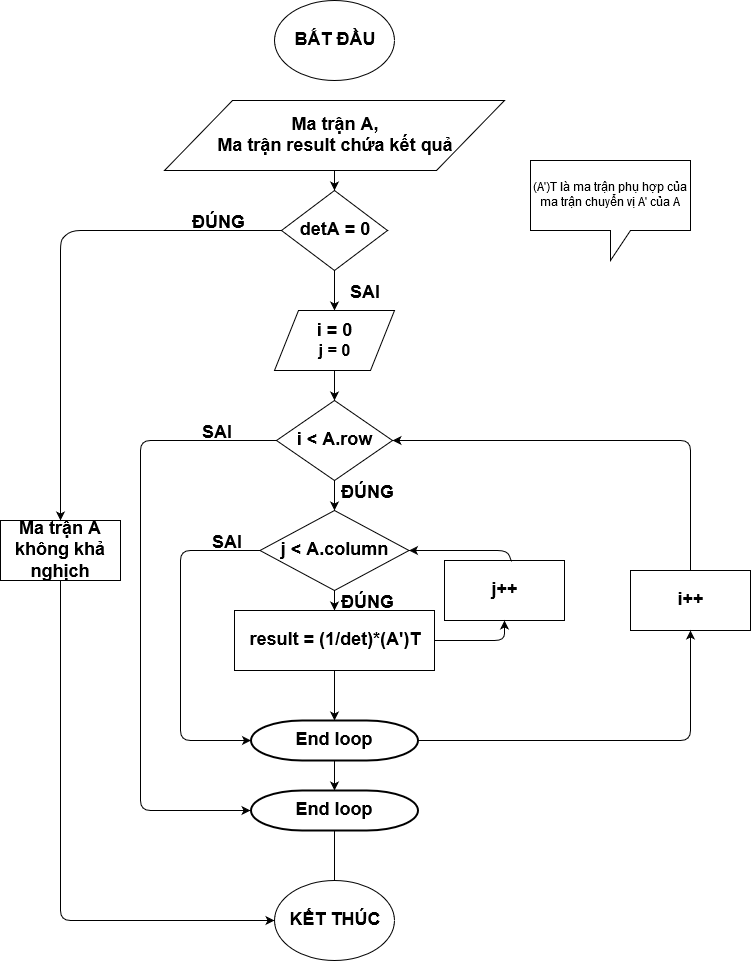 BẮT ĐẦU
Ma trận A,
Ma trận result chứa kết quả
(A')T là ma trận phụ hợp của
ma trận chuyển vị A' của A
ĐÚNG
detA = 0
SAI
i = 0
j = 0
SAI
i < A.row
ĐÚNG
Ma trận A
không khả
nghịch
SAI
j < A.column
ĐÚNG
j++
i++
result = (1/det)*(A')T
End loop
End loop
KẾT THÚC